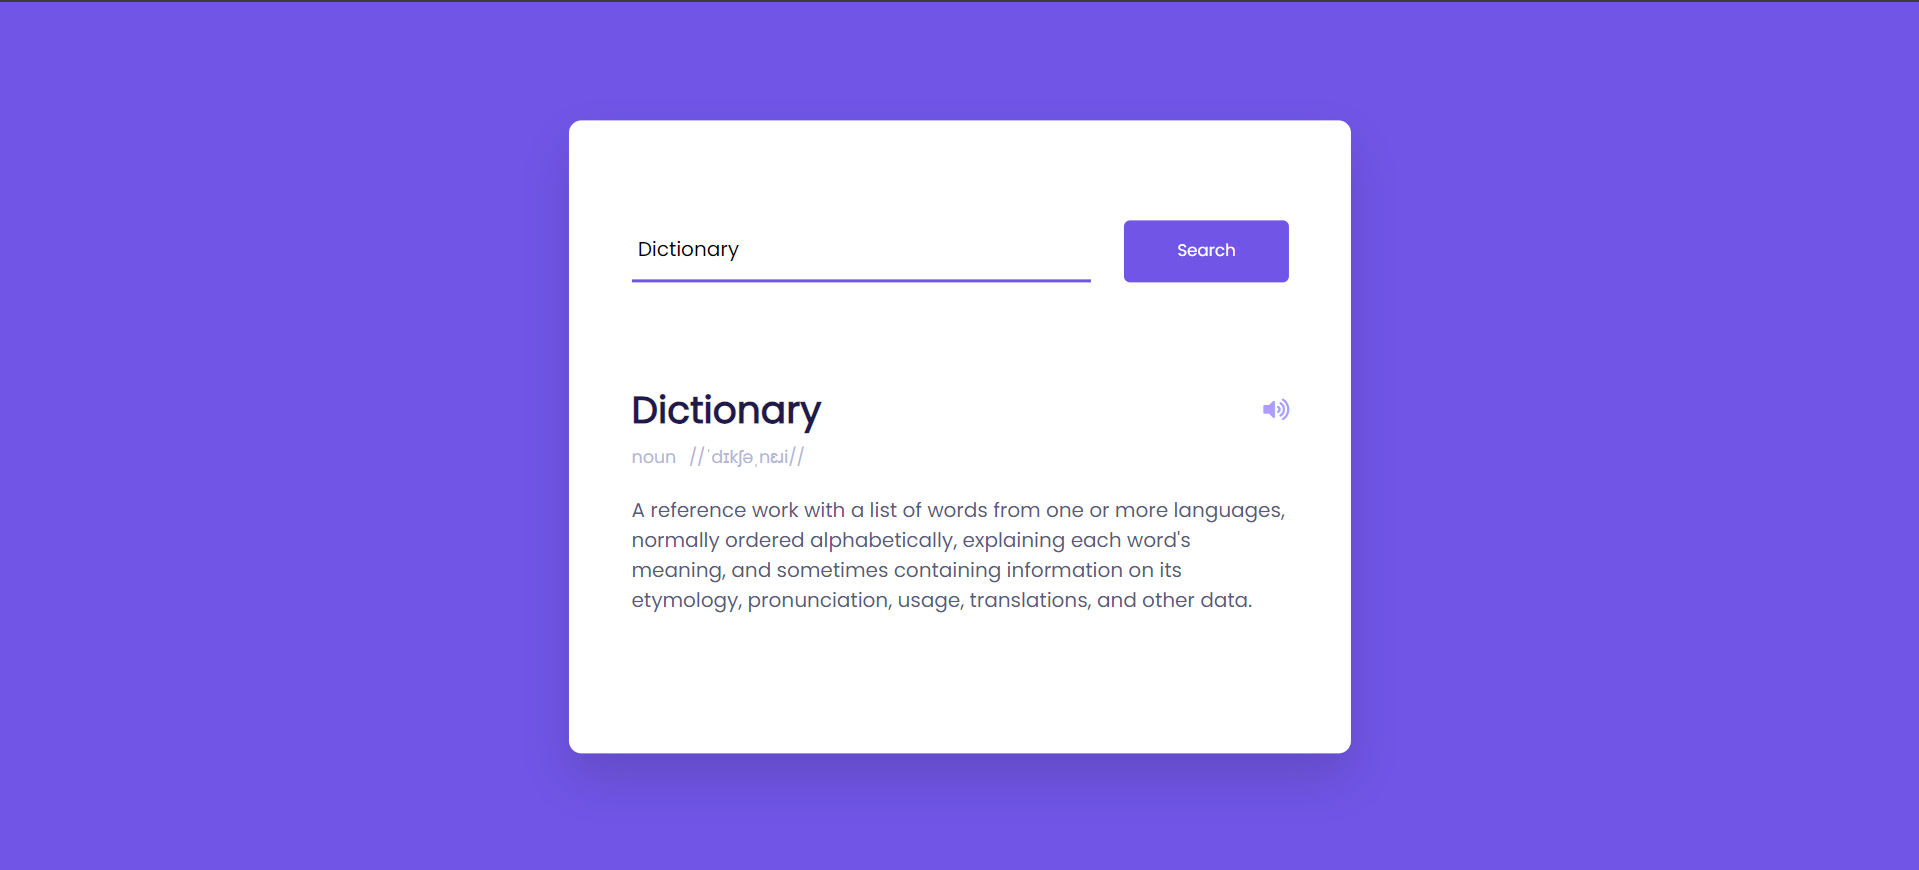 Dictionary
Search
Dictionary
noun //ˈdɪkʃəˌnɛɹi//
A reference work with a list of words from one or more languages,
normally ordered alphabetically, explaining each word's
meaning, and sometimes containing information on its
etymology, pronunciation, usage, translations, and other data.